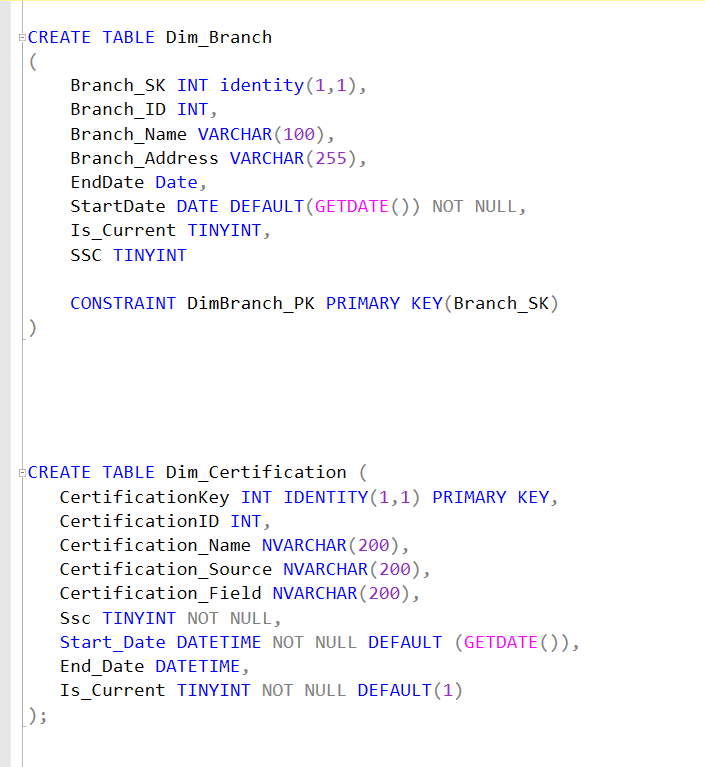 CREATE TABLE Dim_Branch
(
Branch_SK INT identity(1,1),
Branch_ID INT,
Branch_Name VARCHAR(100),
Branch_Address VARCHAR(255),
EndDate Date,
StartDate DATE DEFAULT(GETDATE()) NOT NULL,
Is_Current TINYINT,
SSC TINYINT
CONSTRAINT DimBranch_PK PRIMARY KEY(Branch_SK)
)
CREATE TABLE Dim_Certification (
CertificationKey INT IDENTITY(1,1) PRIMARY KEY,
CertificationID INT,
Certification_Name NVARCHAR(200),
Certification_Source NVARCHAR(200),
Certification_Field NVARCHAR(200),
Ssc TINYINT NOT NULL,
Start_Date DATETIME NOT NULL DEFAULT (GETDATE()),
End_Date DATETIME,
Is_Current TINYINT NOT NULL DEFAULT(1)
);